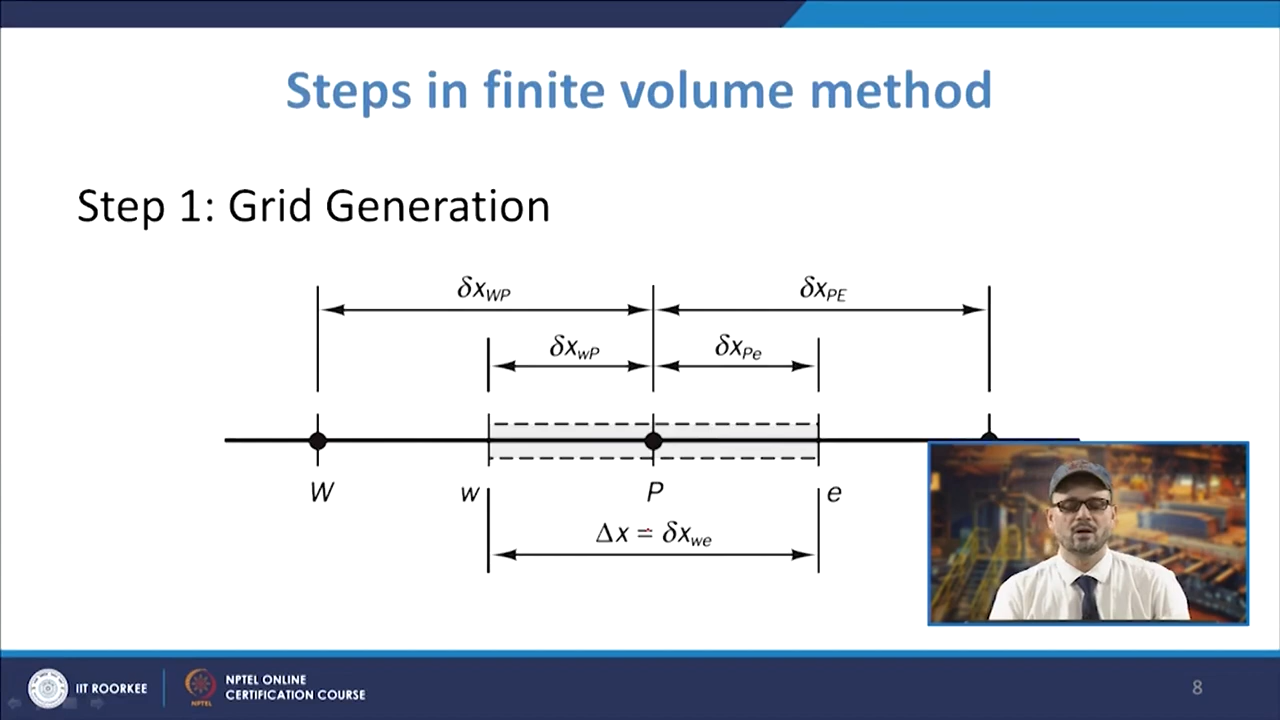 Steps in finite volume method
Step 1: Grid Generation
δx_WP δx_PE
δx_wP δx_Pe
W w P e
Δx = δx_we
IIT ROORKEE
NPTEL
NPTEL ONLINE
CERTIFICATION COURSE
8